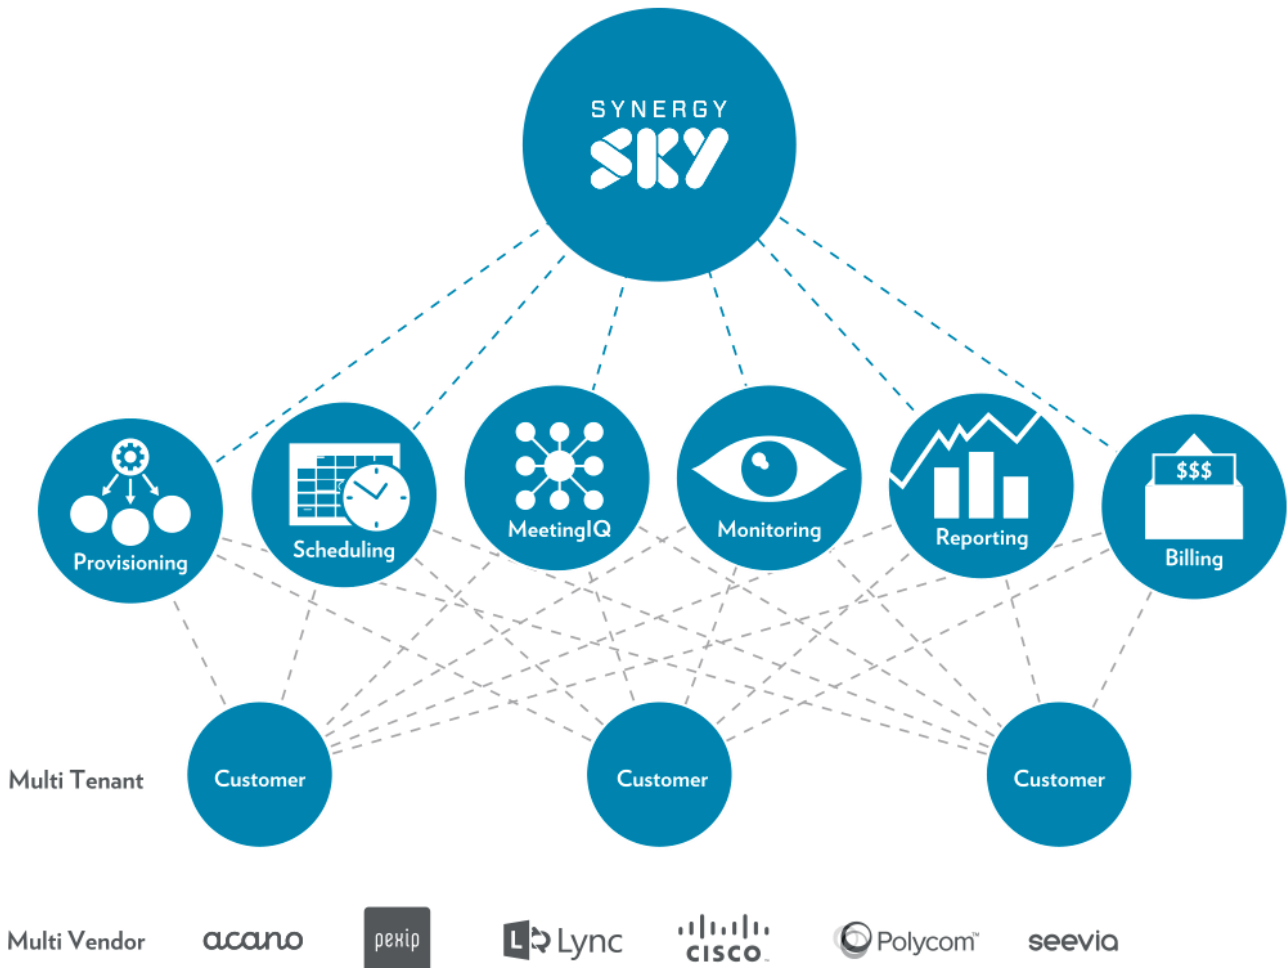 SYNERGY
SKY
Provisioning
Scheduling
MeetingIQ
Monitoring
Reporting
$$$
Billing
Multi Tenant
Customer
Customer
Customer
Multi Vendor
acano
pexip
L Lync
CISCO
Polycom™
seevia